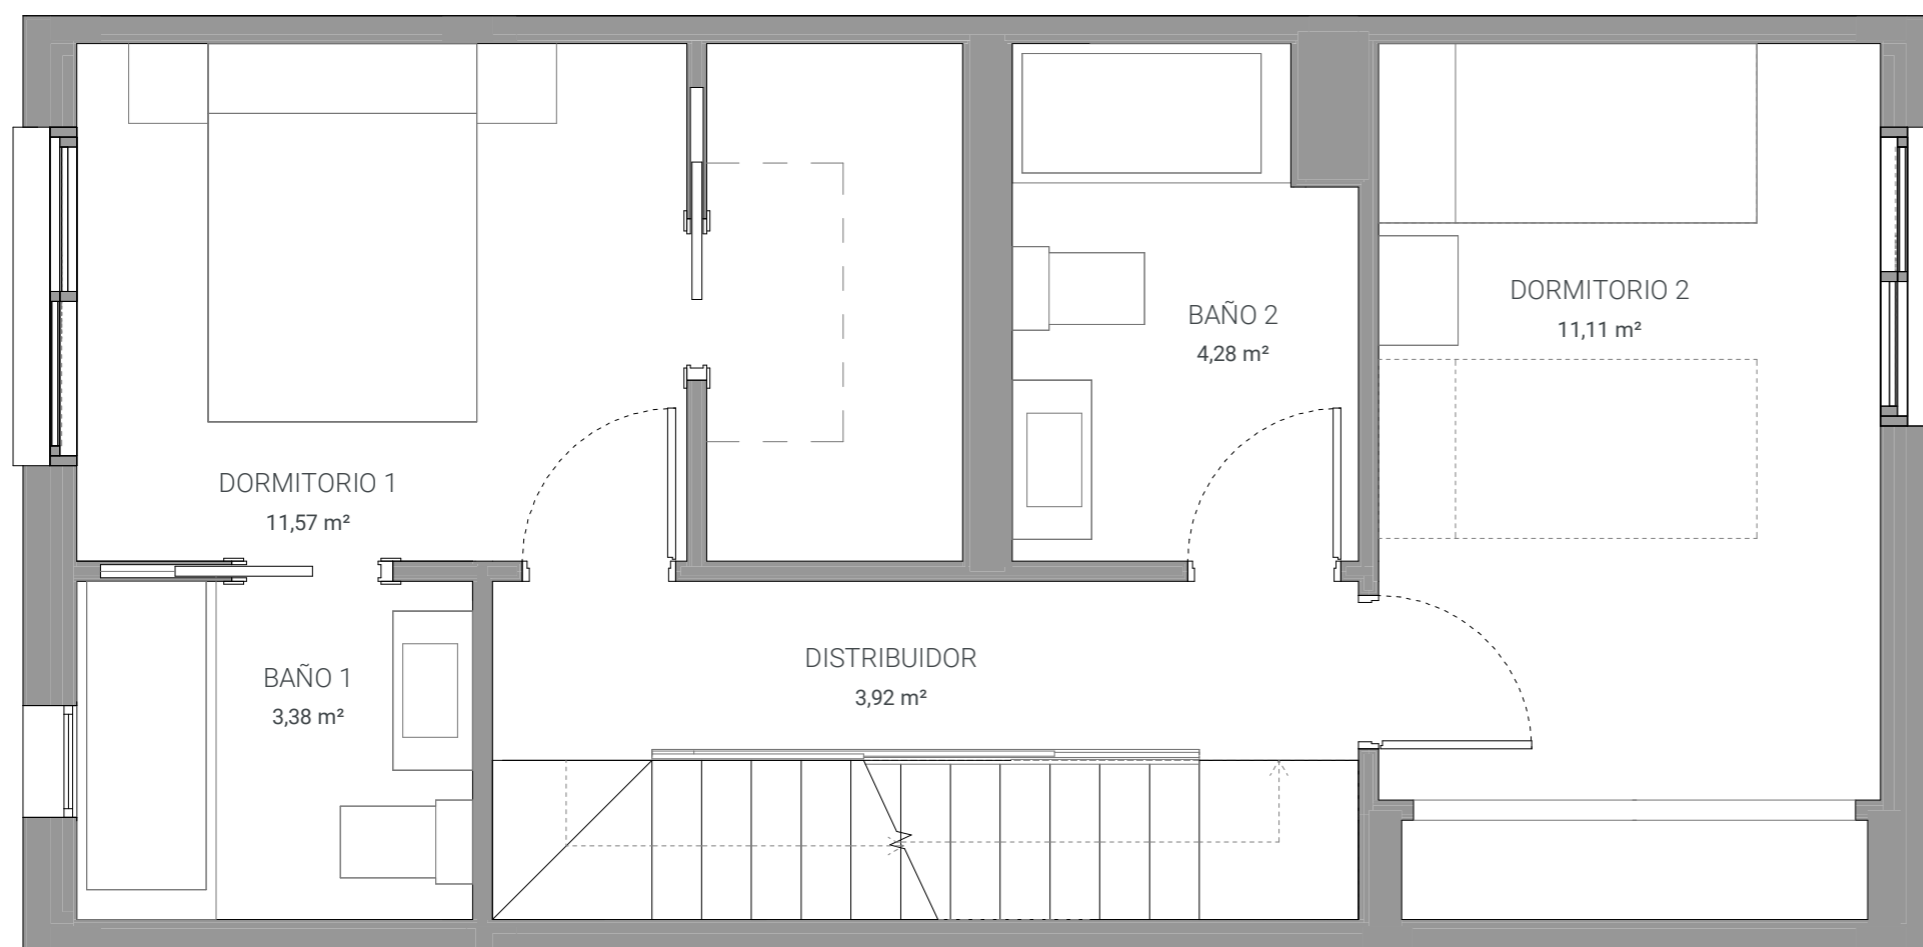 DORMITORIO 1
11,57 m²
BAÑO 1
3,38 m²
DISTRIBUIDOR
3,92 m²
BAÑO 2
4,28 m²
DORMITORIO 2
11,11 m²